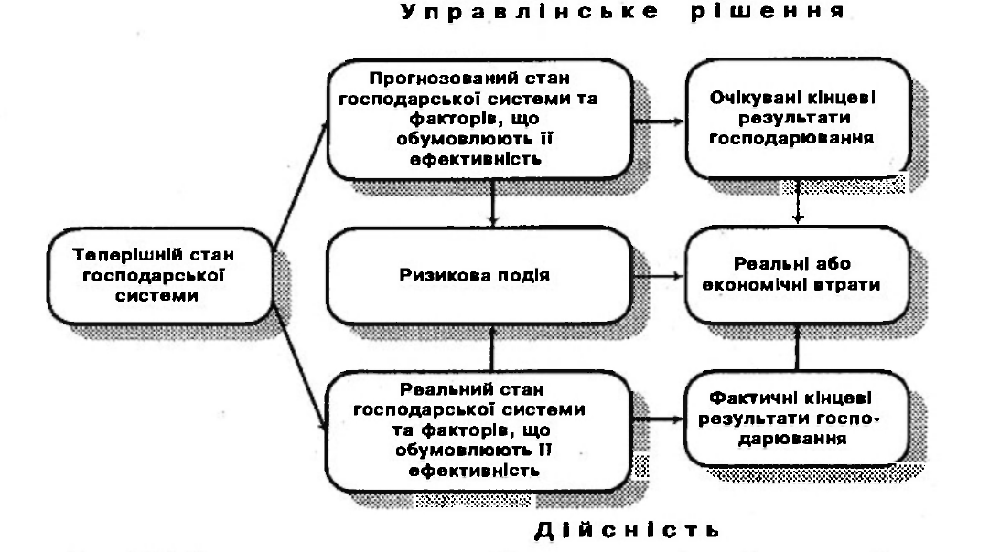 Управлінське рішення
Прогнозований стан
господарської системи та
факторів, що
обумовлюють її
ефективність
Очікувані кінцеві
результати
господарювання
Теперішній стан
господарської
системи
Ризикова подія
Реальні або
економічні втрати
Реальний стан
господарської системи
та факторів, що
обумовлюють її
ефективність
Фактичні кінцеві
результати госпо-
дарювання
Дійсність